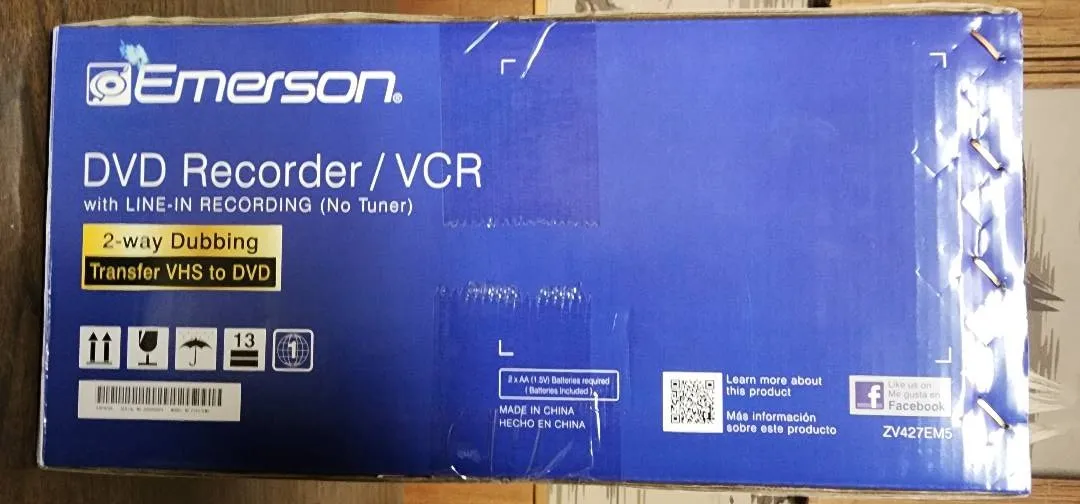 Emerson®
DVD Recorder / VCR
with LINE-IN RECORDING (No Tuner)
2-way Dubbing
Transfer VHS to DVD
13
1
2 x AA (1.5V) Batteries required
( Batteries Included )
MADE IN CHINA
HECHO EN CHINA
Learn more about
this product
Más información
sobre este producto
f
Like us on
Me gusta en
Facebook
ZV427EM5